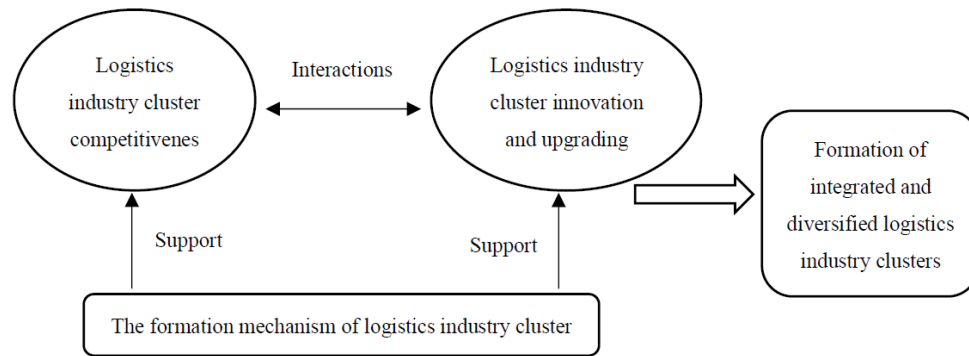 Logistics
industry cluster
competitivenes
Interactions
Logistics industry
cluster innovation
and upgrading
Formation of
integrated and
diversified logistics
industry clusters
Support
Support
The formation mechanism of logistics industry cluster